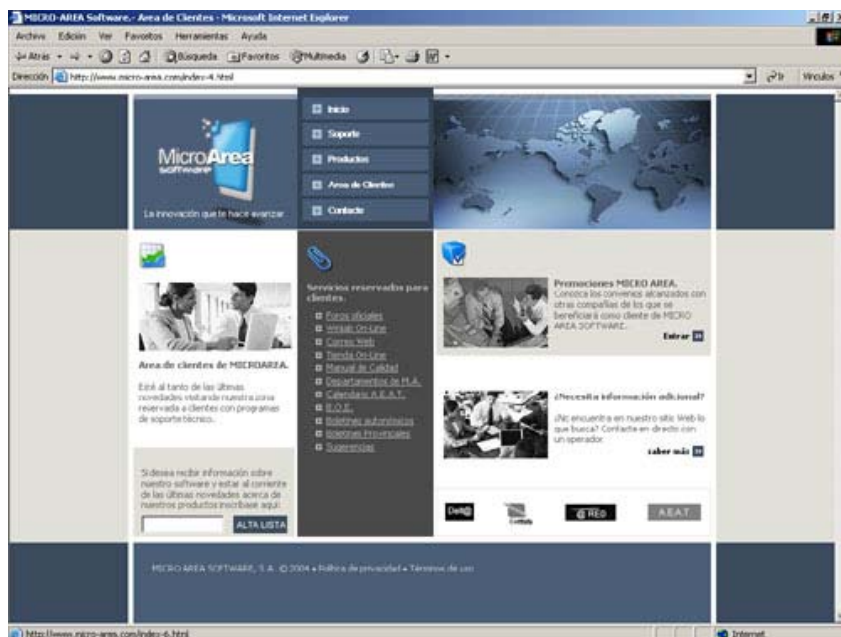 MICRO-AREA Software.- Area de Clientes - Microsoft Internet Explorer
Archivo Edición Ver Favoritos Herramientas Ayuda
Atrás Búsqueda Favoritos Multimedia
Dirección http://www.micro-area.com/index-4.html Ir Vínculos
Inicio
Soporte
Productos
Area de Clientes
Contacto
MicroArea
software
La innovación que te hace avanzar
Area de clientes de MICROAREA.
Esté al tanto de las últimas
novedades visitando nuestra zona
reservada a clientes con programas
de soporte técnico.
Si desea recibir información sobre
nuestro software y estar al corriente
de las últimas novedades acerca de
nuestros productos inscribase aquí:
ALTA LISTA
Servicios reservados para
clientes.
Foros oficiales
Winlab On-Line
Correo Web
Tienda On-Line
Manual de Calidad
Departamentos de M.A.
Calendario A.E.A.T.
B.O.E.
Boletines autonómicos
Boletines Provinciales
Sugerencias
Promociones MICRO AREA.
Conozca los convenios alcanzados con
otras compañías de los que se
beneficiará como cliente de MICRO
AREA SOFTWARE.
Entrar
¿Necesita información adicional?
¿No encuentra en nuestro sitio Web lo
que busca? Contacte en directo con
un operador.
saber más
Delt@
RED
A.E.A.T.
MICRO AREA SOFTWARE, S.A. © 2004 • Política de privacidad • Términos de uso
http://www.micro-area.com/index-6.html Internet